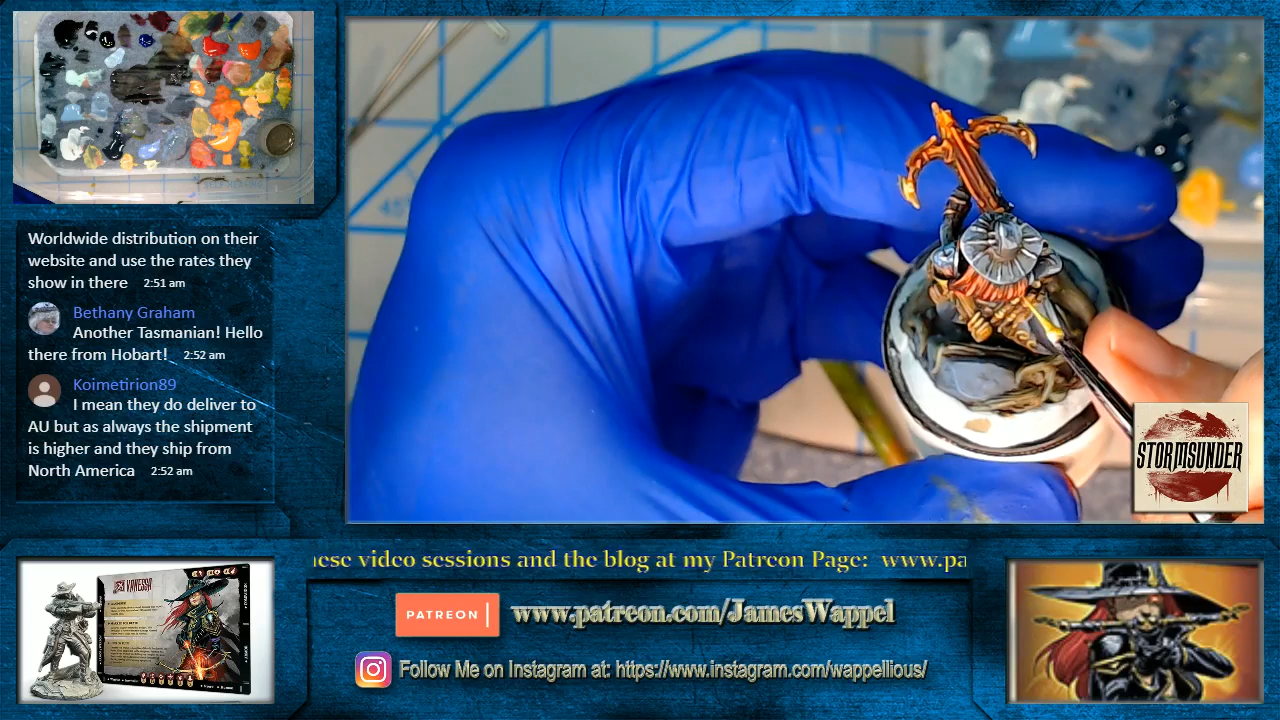 Worldwide distribution on their
website and use the rates they
show in there 2:51 am
Bethany Graham
Another Tasmanian! Hello
there from Hobart! 2:52 am
Koimetirion89
I mean they do deliver to
AU but as always the shipment
is higher and they ship from
North America 2:52 am
STORMSUNDER
VANESSA
video sessions and the blog at my Patreon Page: www.pa
PATREON
www.patreon.com/JamesWappel
Follow Me on Instagram at: https://www.instagram.com/wappellious/